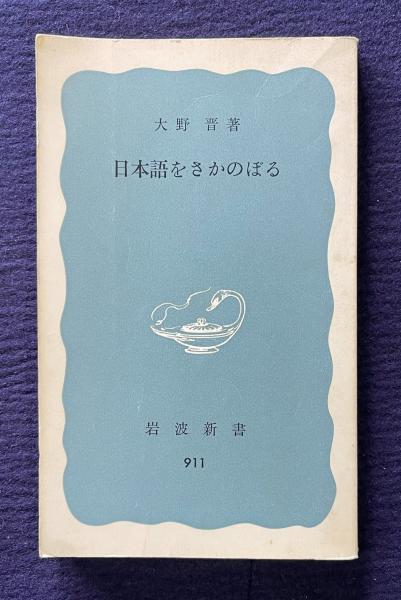 大野 晋著
日本語をさかのぼる
岩波新書
911